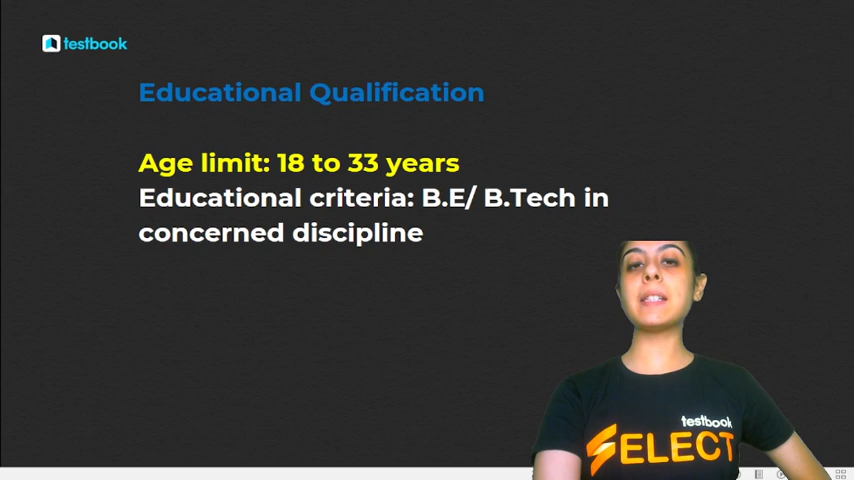 testbook
Educational Qualification
Age limit: 18 to 33 years
Educational criteria: B.E/ B.Tech in
concerned discipline
testbook
SELECT